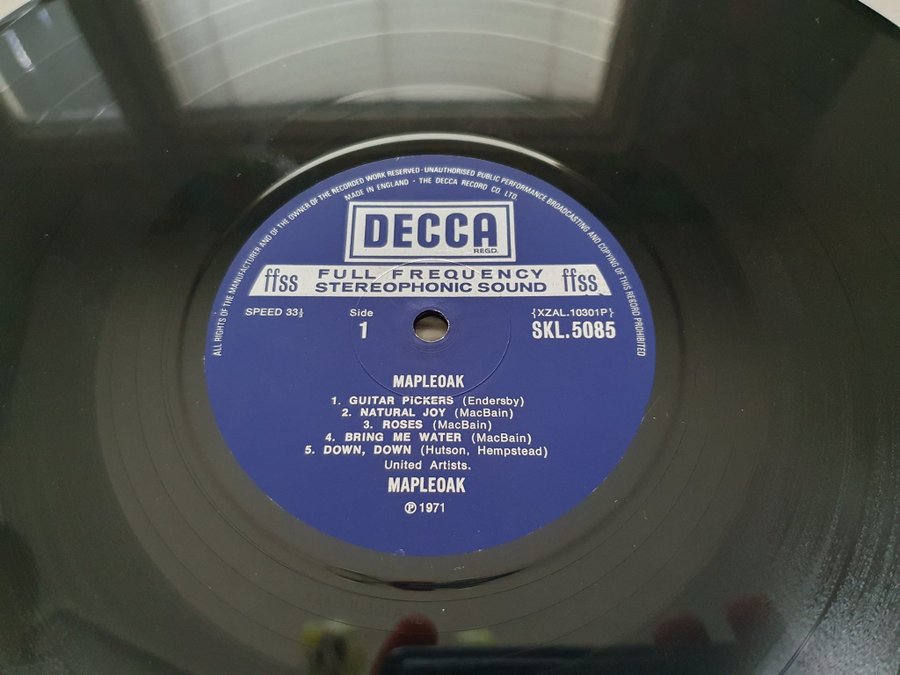 ALL RIGHTS OF THE MANUFACTURER AND OF THE OWNER OF THE RECORDED WORK RESERVED · UNAUTHORISED PUBLIC PERFORMANCE BROADCASTING AND COPYING OF THIS RECORD PROHIBITED
MADE IN ENGLAND · THE DECCA RECORD CO. LTD.
DECCA
REGD.
ffss FULL FREQUENCY ffss
STEREOPHONIC SOUND
SPEED 33⅓ Side {XZAL.10301P}
1 SKL.5085
MAPLEOAK
1. GUITAR PiCKERS (Endersby)
2. NATURAL JOY (MacBain)
3. ROSES (MacBain)
4. BRING ME WATER (MacBain)
5. DOWN, DOWN (Hutson, Hempstead)
United Artists.
MAPLEOAK
℗ 1971